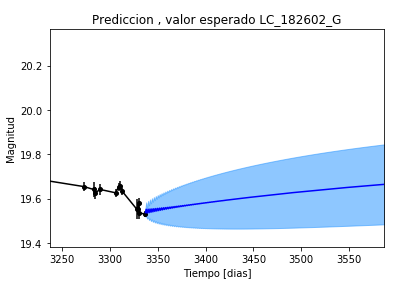 Prediccion , valor esperado LC_182602_G
20.2
20.0
19.8
19.6
19.4
Magnitud
3250 3300 3350 3400 3450 3500 3550
Tiempo [dias]